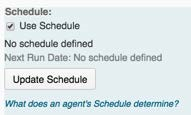 Schedule:
Use Schedule
No schedule defined
Next Run Date: No schedule defined
Update Schedule
What does an agent's Schedule determine?